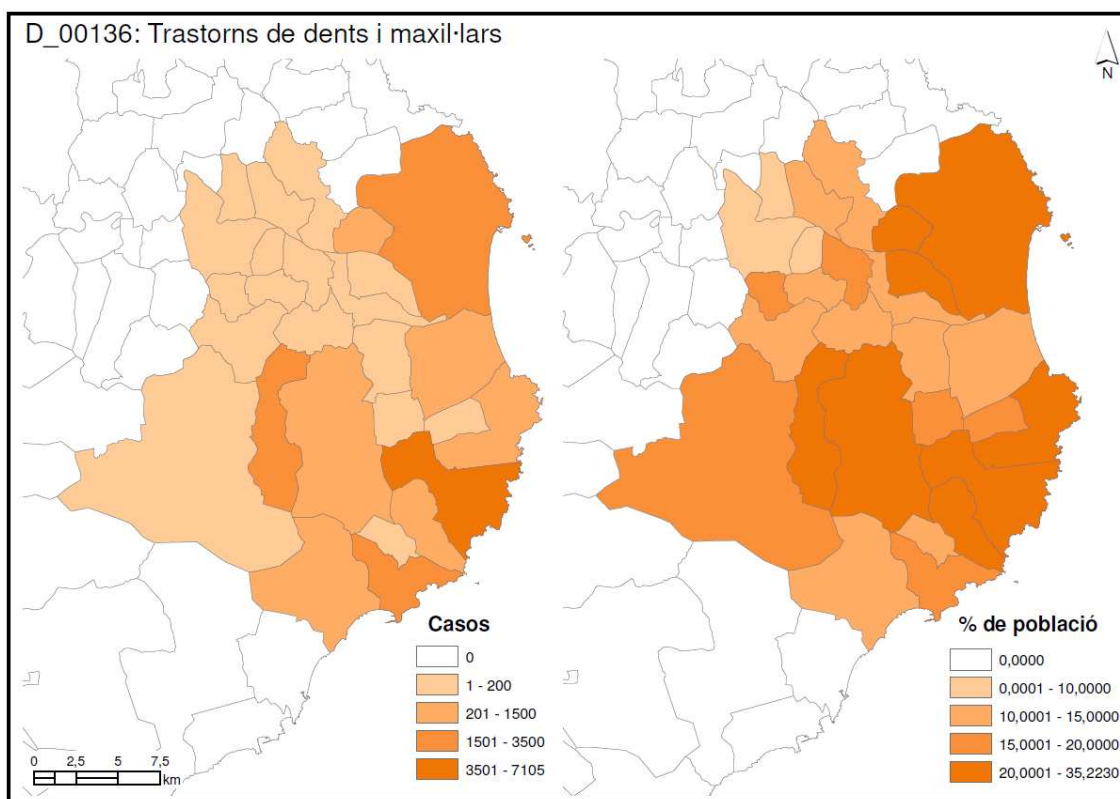 D_00136: Trastorns de dents i maxil·lars
N
Casos
0
1 - 200
201 - 1500
1501 - 3500
3501 - 7105
0 2,5 5 7,5
km
% de població
0,0000
0,0001 - 10,0000
10,0001 - 15,0000
15,0001 - 20,0000
20,0001 - 35,2230